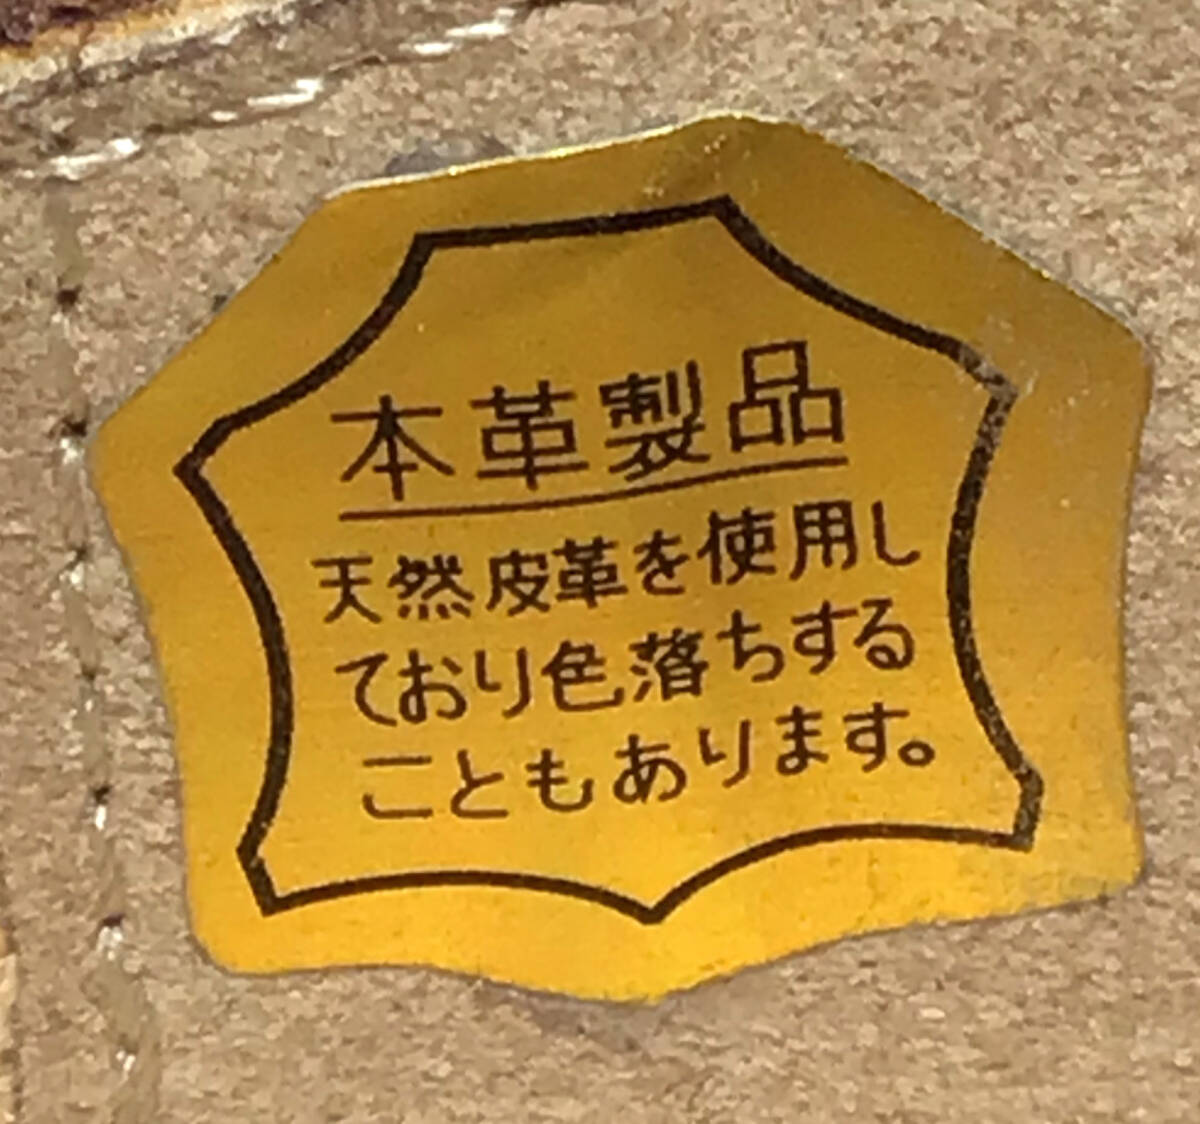 本革製品
天然皮革を使用し
ており色落ちする
こともあります。